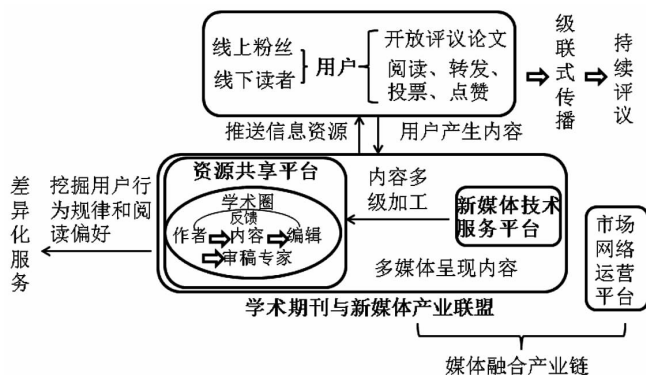 线上粉丝
线下读者
用户
开放评议论文
阅读、转发、
投票、点赞
级联式传播
持续评议
推送信息资源
用户产生内容
资源共享平台
学术圈
反馈
作者
内容
编辑
审稿专家
内容多
级加工
新媒体技术
服务平台
多媒体呈现内容
挖掘用户行
为规律和阅
读偏好
差异化服务
市场
网络
运营
平台
学术期刊与新媒体产业联盟
媒体融合产业链